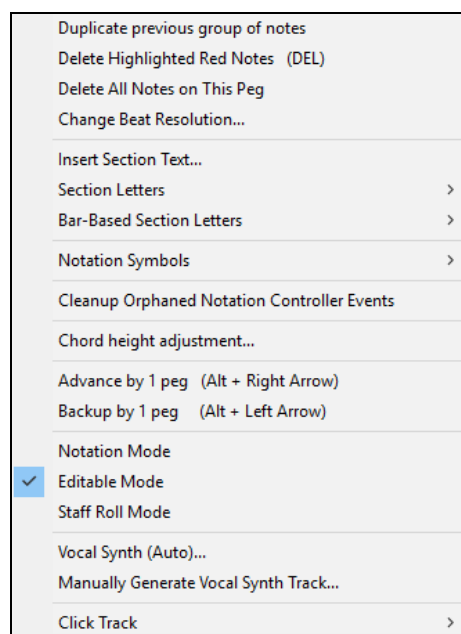 Duplicate previous group of notes
Delete Highlighted Red Notes (DEL)
Delete All Notes on This Peg
Change Beat Resolution...
Insert Section Text...
Section Letters
Bar-Based Section Letters
Notation Symbols
Cleanup Orphaned Notation Controller Events
Chord height adjustment...
Advance by 1 peg (Alt + Right Arrow)
Backup by 1 peg (Alt + Left Arrow)
Notation Mode
Editable Mode
Staff Roll Mode
Vocal Synth (Auto)...
Manually Generate Vocal Synth Track...
Click Track